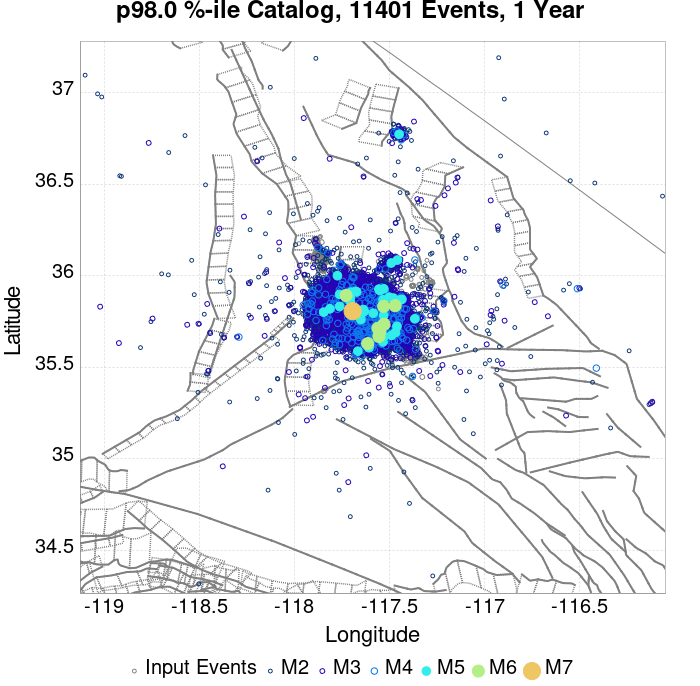 p98.0 %-ile Catalog, 11401 Events, 1 Year
37
36.5
36
35.5
35
34.5
Latitude
-119 -118.5 -118 -117.5 -117 -116.5
Longitude
Input Events M2 M3 M4 M5 M6 M7